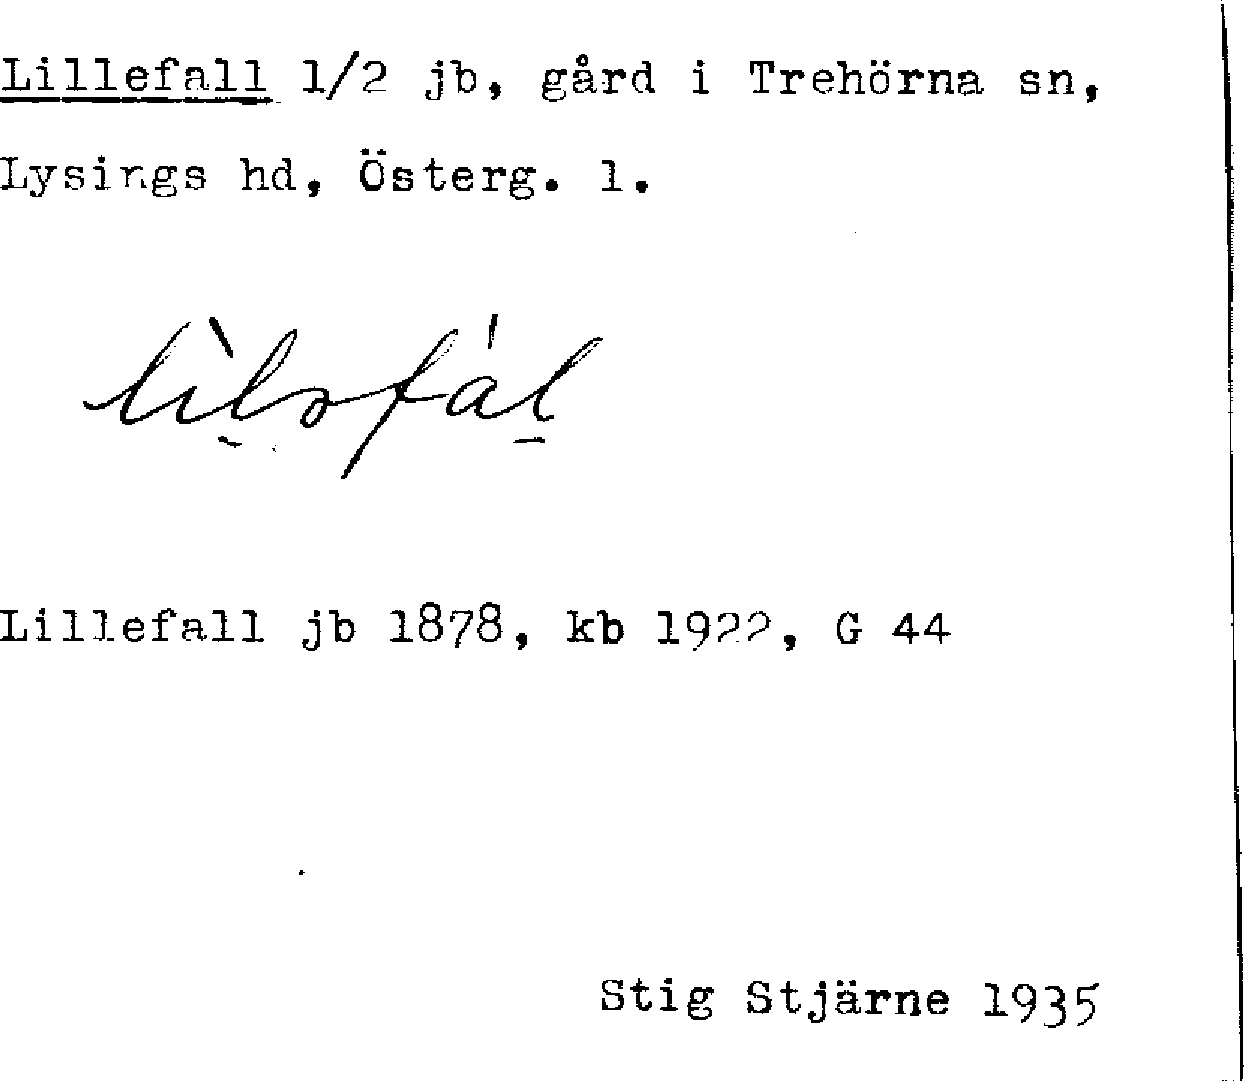 Lillefall 1/2 jb, gård i Trehörna sn,
Lysings hd, Österg. l.
Lillefall jb 1878, kb 1922, G 44
Stig Stjärne 1935